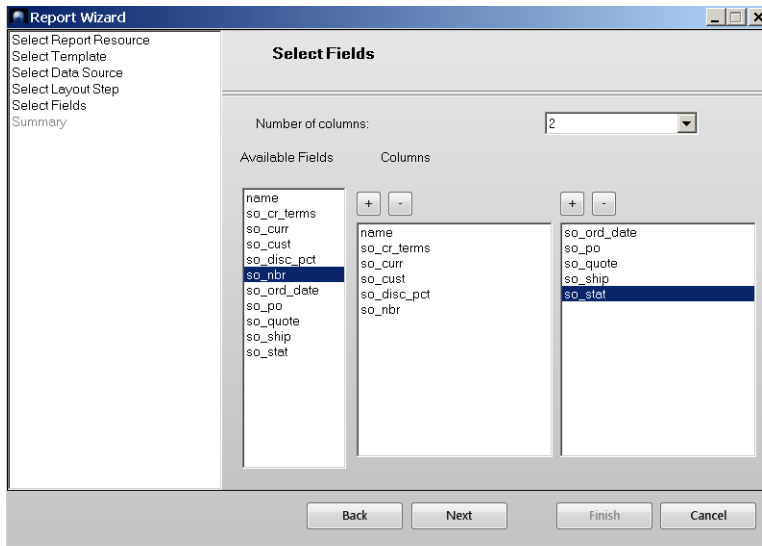 Report Wizard
Select Report Resource
Select Template
Select Data Source
Select Layout Step
Select Fields
Summary
Select Fields
Number of columns:
2
Available Fields
Columns
name
so_cr_terms
so_curr
so_cust
so_disc_pct
so_nbr
so_ord_date
so_po
so_quote
so_ship
so_stat
+
-
name
so_cr_terms
so_curr
so_cust
so_disc_pct
so_nbr
+
-
so_ord_date
so_po
so_quote
so_ship
so_stat
Back
Next
Finish
Cancel